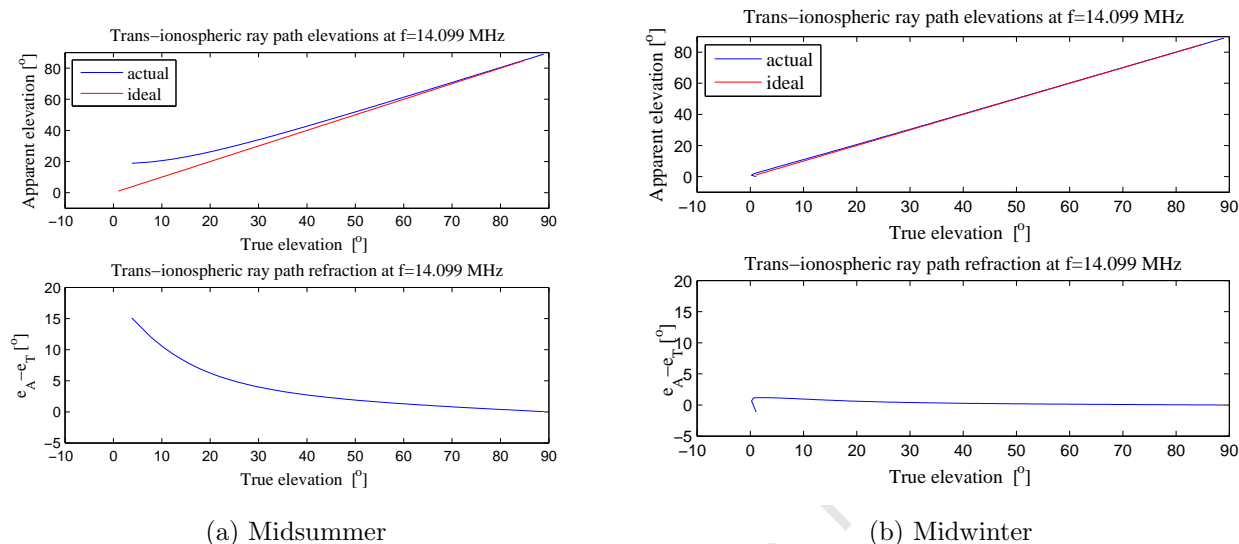 Trans−ionospheric ray path elevations at f=14.099 MHz
Apparent elevation [°]
80
60
40
20
0
actual
ideal
−10 0 10 20 30 40 50 60 70 80 90
True elevation [°]
Trans−ionospheric ray path refraction at f=14.099 MHz
e_A−e_T [°]
20
15
10
5
0
−5
−10 0 10 20 30 40 50 60 70 80 90
True elevation [°]
(a) Midsummer
Trans−ionospheric ray path elevations at f=14.099 MHz
Apparent elevation [°]
80
60
40
20
0
actual
ideal
−10 0 10 20 30 40 50 60 70 80 90
True elevation [°]
Trans−ionospheric ray path refraction at f=14.099 MHz
e_A−e_T [°]
20
15
10
5
0
−5
−10 0 10 20 30 40 50 60 70 80 90
True elevation [°]
(b) Midwinter